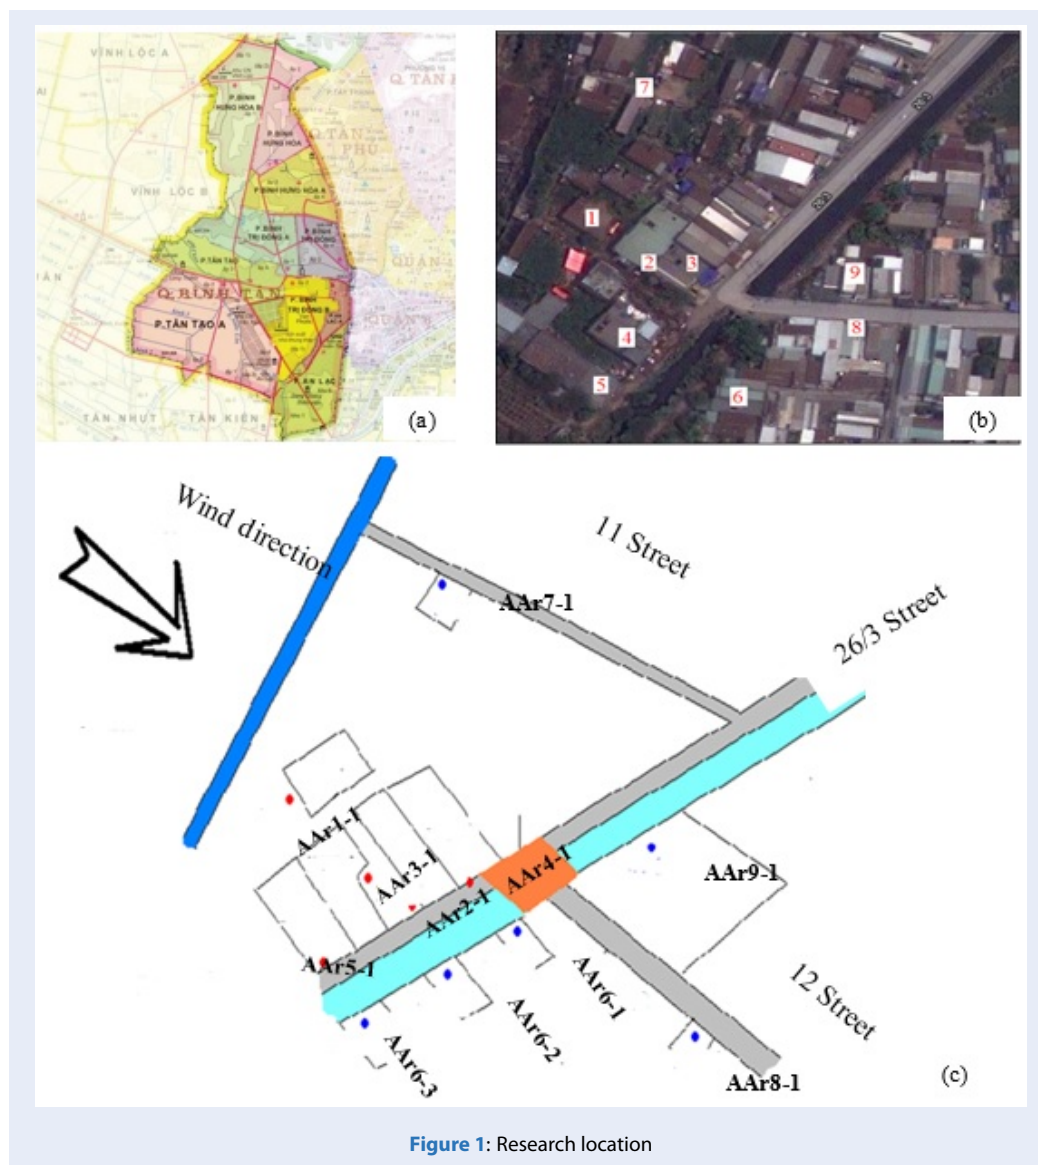 VĨNH LỘC A
P.BÌNH
HƯNG HÒA B
P.BÌNH
HƯNG HÒA
Q.TÂN
PHÚ
VĨNH LỘC B
P.BÌNH HƯNG HÒA A
P.BÌNH
TRỊ ĐÔNG A
P.BÌNH
TRỊ ĐÔNG
P.TÂN TẠO
Q.BÌNH TÂN
P.BÌNH
TRỊ ĐÔNG B
P.TÂN TẠO A
P.AN LẠC
TÂN NHỰT
TÂN KIÊN
(a)
7
26/3
1
26/3
2
3
9
8
4
5
6
(b)
Wind direction
11 Street
AAr7-1
26/3 Street
AAr1-1
AAr3-1
AAr4-1
AAr2-1
AAr9-1
AAr5-1
AAr6-1
12 Street
AAr6-2
AAr6-3
AAr8-1
(c)
Figure 1: Research location